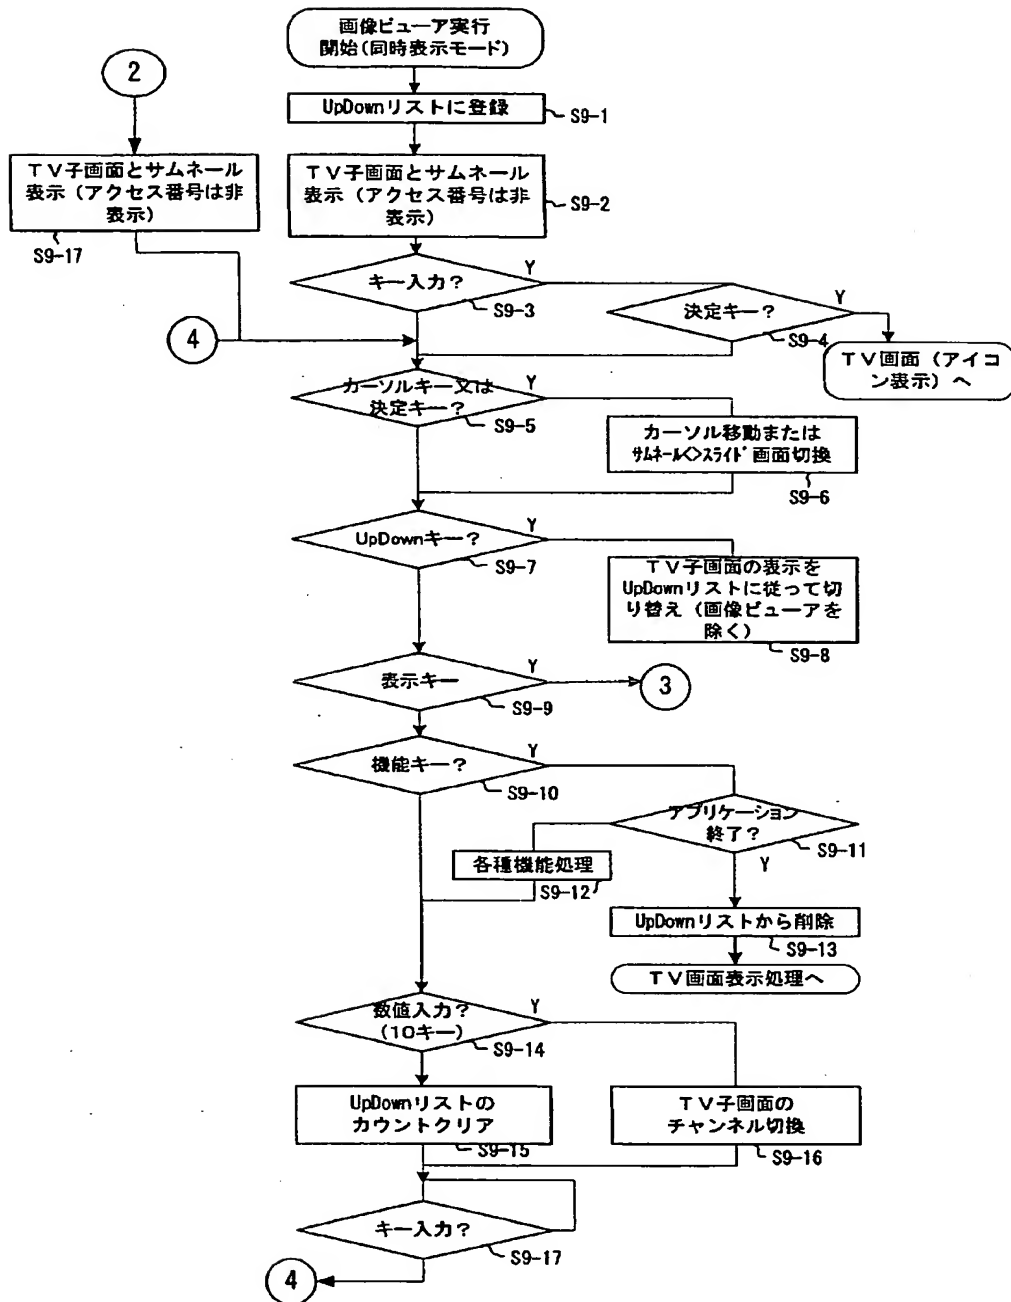 画像ビューア実行
開始(同時表示モード)
2
UpDownリストに登録
S9-1
TV子画面とサムネール
表示(アクセス番号は非
表示)
S9-17
TV子画面とサムネール
表示(アクセス番号は非
表示)
S9-2
キー入力?
Y
S9-3
決定キー?
Y
S9-4
4
TV画面(アイコ
ン表示)へ
カーソルキー又は
決定キー?
Y
S9-5
カーソル移動または
ｻﾑﾈｰﾙ<>ｽﾗｲﾄﾞ画面切換
S9-6
UpDownキー?
Y
S9-7
TV子画面の表示を
UpDownリストに従って切
り替え(画像ビューアを
除く)
S9-8
表示キー
Y
S9-9
3
機能キー?
Y
S9-10
アプリケーション
終了?
S9-11
Y
各種機能処理
S9-12
UpDownリストから削除
S9-13
TV画面表示処理へ
数値入力?
(10キー)
Y
S9-14
UpDownリストの
カウントクリア
S9-15
TV子画面の
チャンネル切換
S9-16
キー入力?
S9-17
4